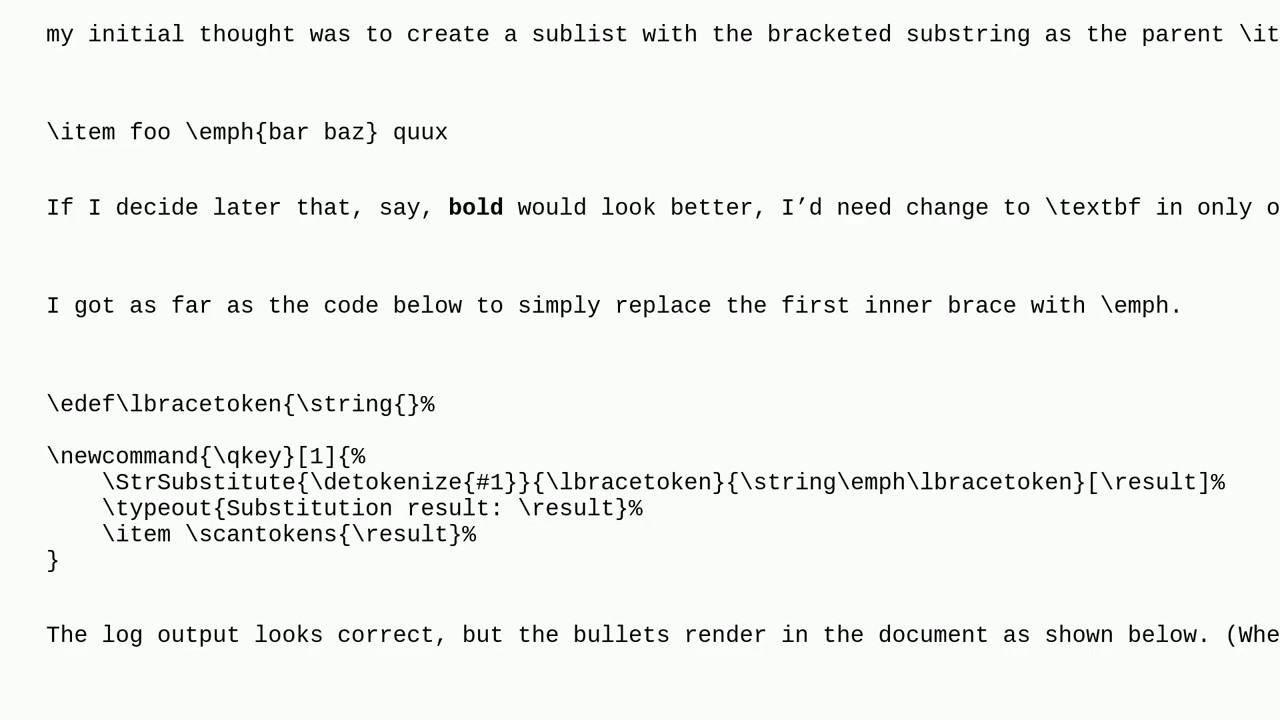 my initial thought was to create a sublist with the bracketed substring as the parent \it
\item foo \emph{bar baz} quux
If I decide later that, say, bold would look better, I’d need change to \textbf in only o
I got as far as the code below to simply replace the first inner brace with \emph.
\edef\lbracetoken{\string{}%
\newcommand{\qkey}[1]{%
    \StrSubstitute{\detokenize{#1}}{\lbracetoken}{\string\emph\lbracetoken}[\result]%
    \typeout{Substitution result: \result}%
    \item \scantokens{\result}%
}
The log output looks correct, but the bullets render in the document as shown below. (Whe